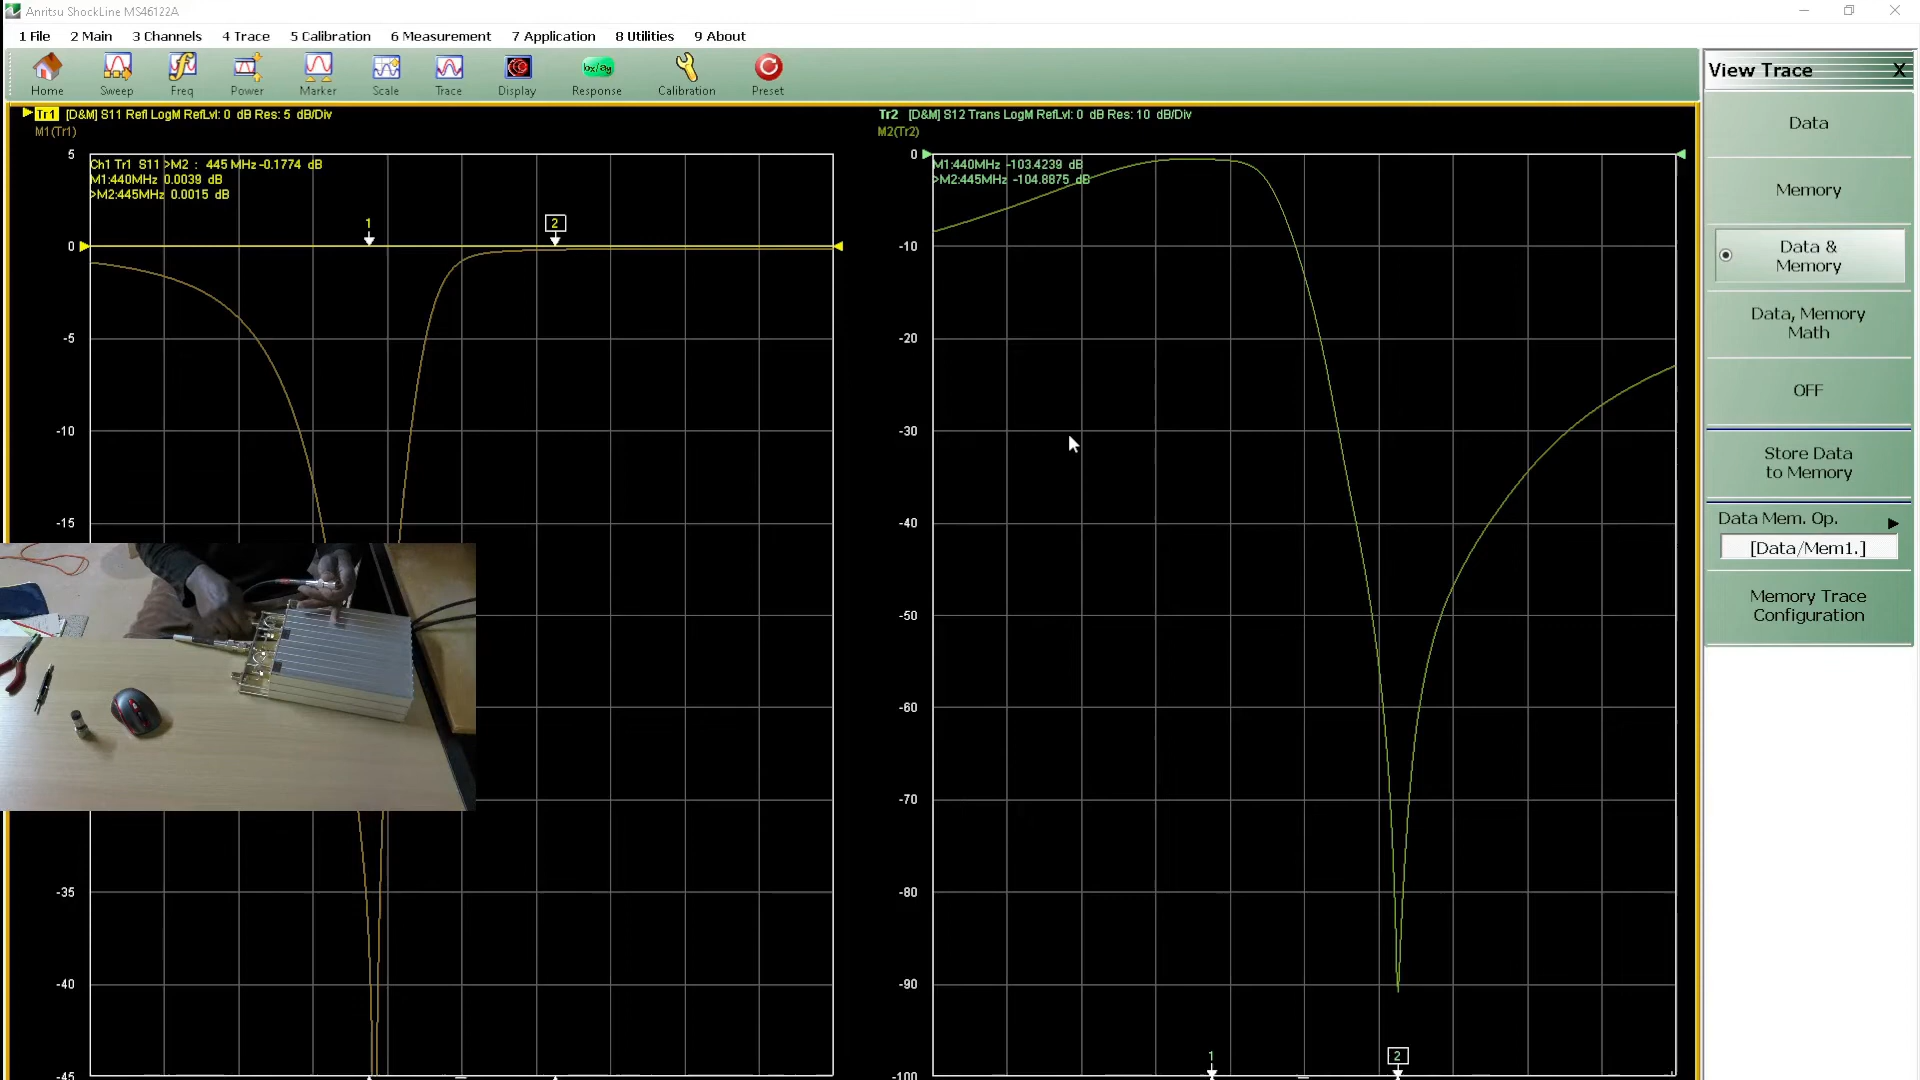 Anritsu ShockLine MS46122A
1 File 2 Main 3 Channels 4 Trace 5 Calibration 6 Measurement 7 Application 8 Utilities 9 About
Home Sweep Freq Power Marker Scale Trace Display Response Calibration Preset
View Trace X
Tr1 [D&M] S11 Refl LogM RefLvl: 0 dB Res: 5 dB/Div
M1(Tr1)
Ch1 Tr1 S11 >M2 : 445 MHz -0.1774 dB
M1:440MHz 0.0039 dB
>M2:445MHz 0.0015 dB
1
2
5
0
-5
-10
-15
-35
-40
-45
Tr2 [D&M] S12 Trans LogM RefLvl: 0 dB Res: 10 dB/Div
M2(Tr2)
M1:440MHz -103.4239 dB
>M2:445MHz -104.8875 dB
0
-10
-20
-30
-40
-50
-60
-70
-80
-90
-100
1
2
Data
Memory
Data &
Memory
Data, Memory
Math
OFF
Store Data
to Memory
Data Mem. Op.
[Data/Mem1.]
Memory Trace
Configuration